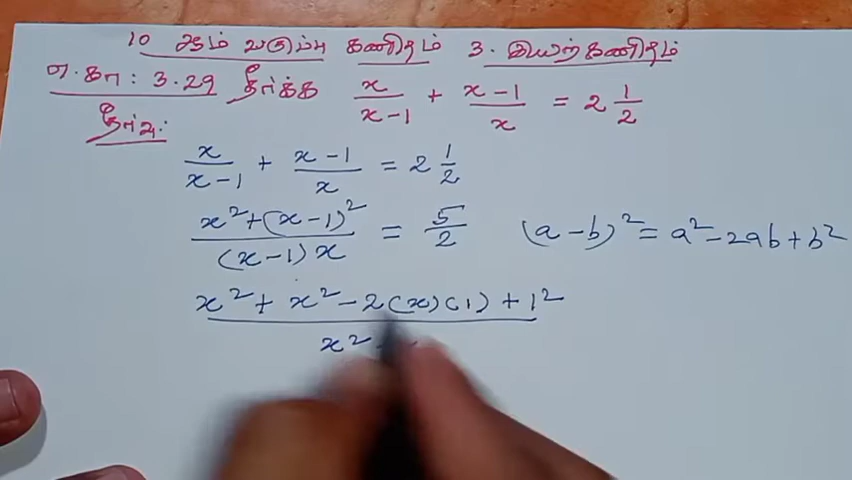 10 ஆம் வகுப்பு கணிதம் 3. இயற்கணிதம்
எ.கா : 3.29 தீர்க்க x/(x-1) + (x-1)/x = 2 1/2
தீர்வு:
x/(x-1) + (x-1)/x = 2 1/2
(x²+(x-1)²)/((x-1)x) = 5/2 (a-b)² = a²-2ab+b²
x²+ x²-2(x)(1) + 1²
x²